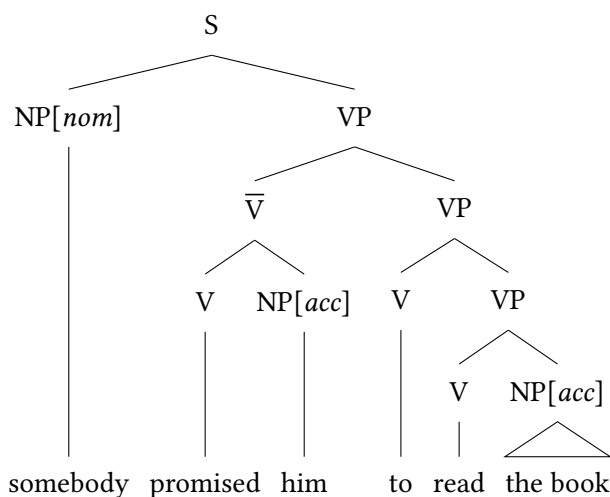 S
NP[nom] VP
V̅ VP
V NP[acc] V VP
V NP[acc]
somebody promised him to read the book